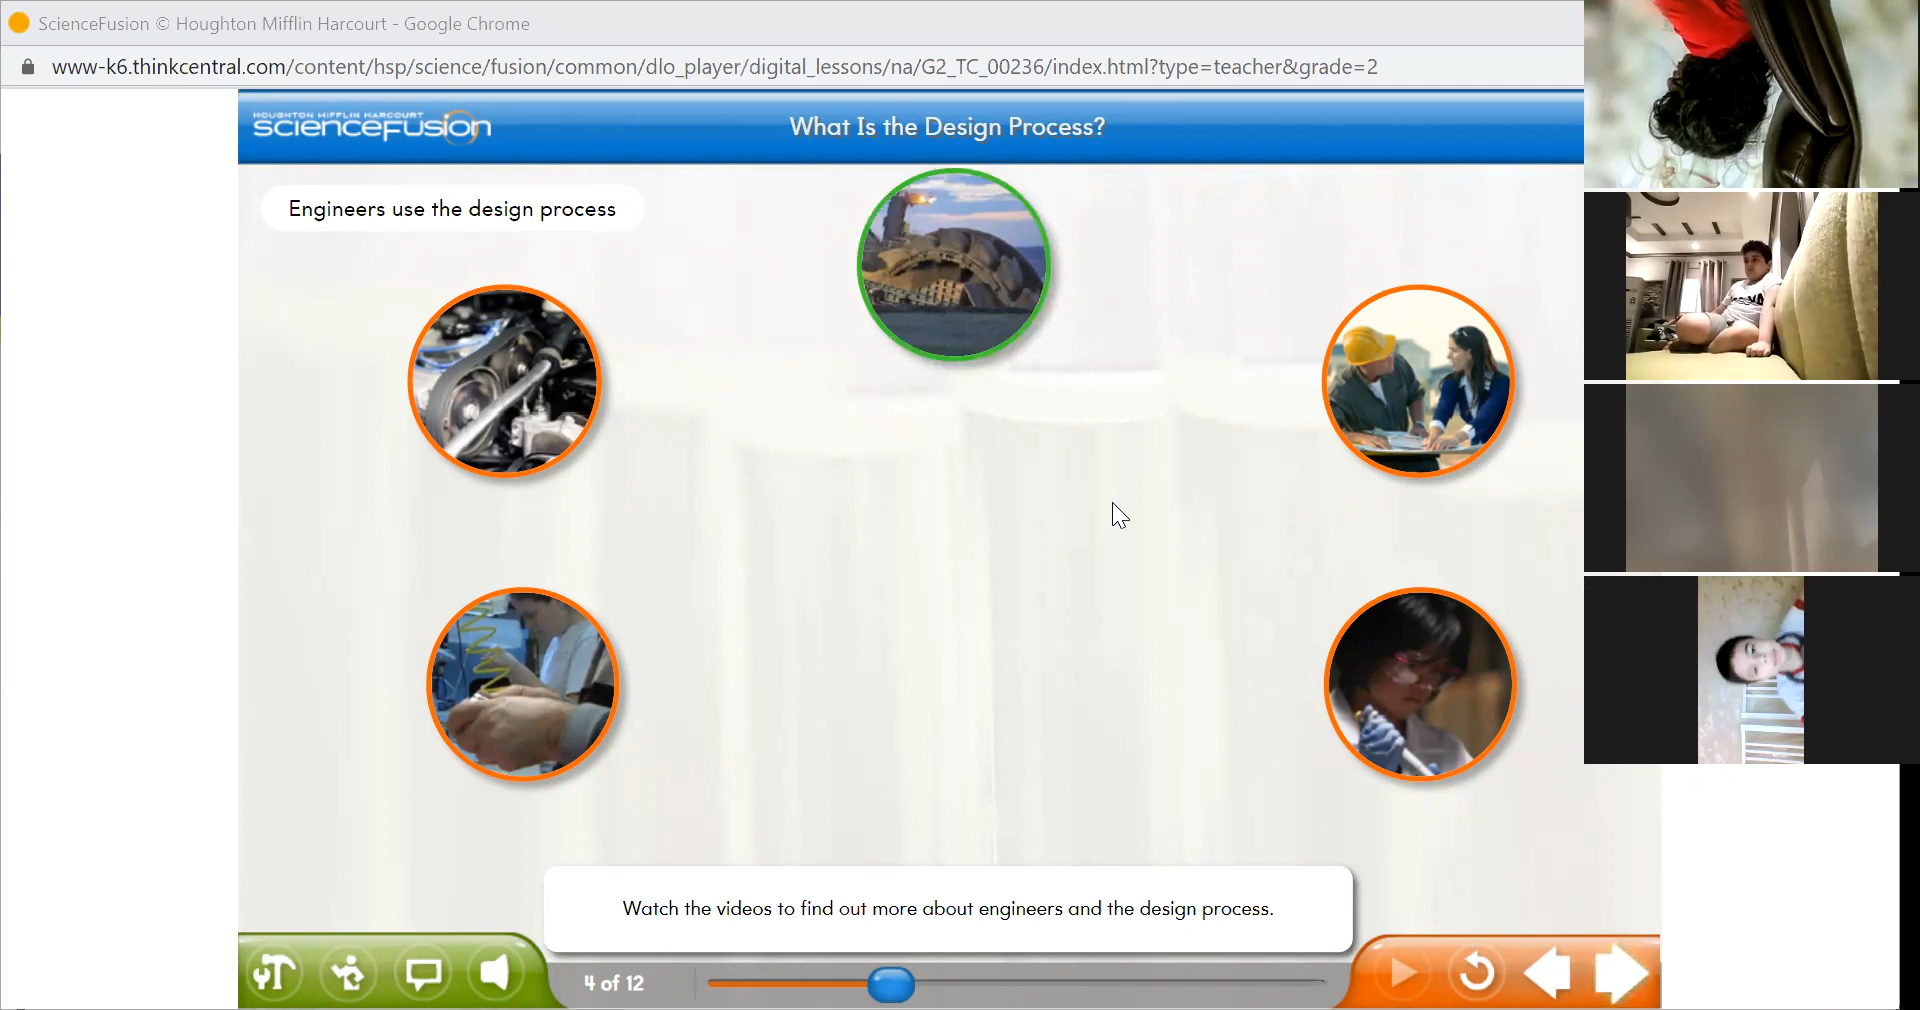 ScienceFusion © Houghton Mifflin Harcourt - Google Chrome
www-k6.thinkcentral.com/content/hsp/science/fusion/common/dlo_player/digital_lessons/na/G2_TC_00236/index.html?type=teacher&grade=2
HOUGHTON MIFFLIN HARCOURT
scienceFusion
What Is the Design Process?
Engineers use the design process
Watch the videos to find out more about engineers and the design process.
4 of 12